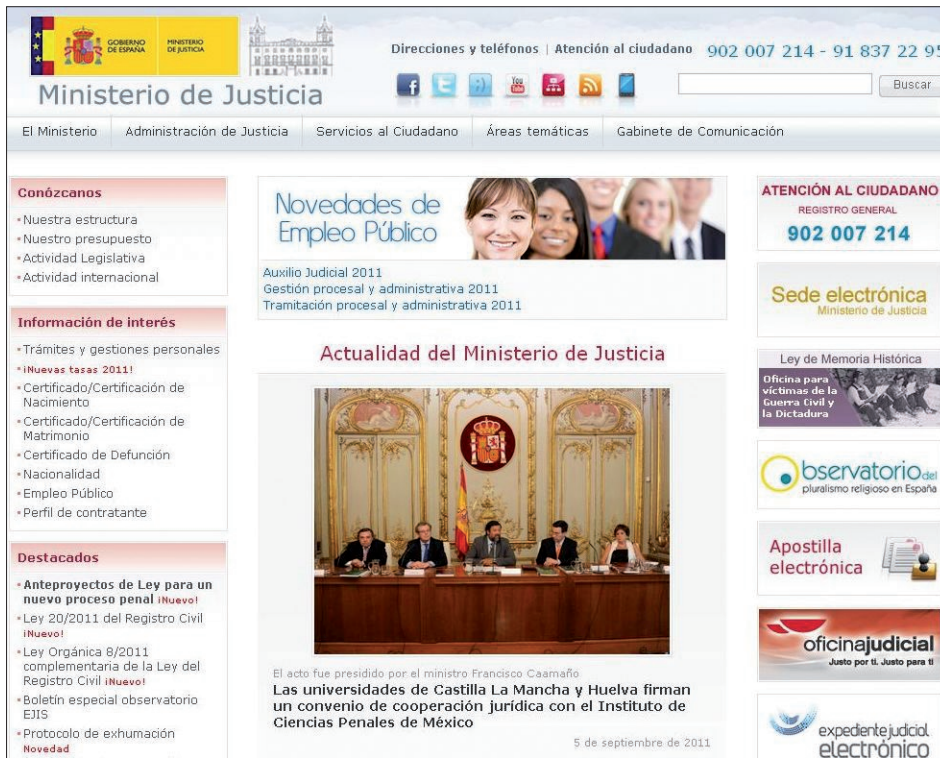 GOBIERNO
DE ESPAÑA
MINISTERIO
DE JUSTICIA
Ministerio de Justicia
Direcciones y teléfonos | Atención al ciudadano 902 007 214 - 91 837 22 95
Buscar
El Ministerio
Administración de Justicia
Servicios al Ciudadano
Áreas temáticas
Gabinete de Comunicación
Conózcanos
Nuestra estructura
Nuestro presupuesto
Actividad Legislativa
Actividad internacional
Información de interés
Trámites y gestiones personales
¡Nuevas tasas 2011!
Certificado/Certificación de
Nacimiento
Certificado/Certificación de
Matrimonio
Certificado de Defunción
Nacionalidad
Empleo Público
Perfil de contratante
Destacados
Anteproyectos de Ley para un
nuevo proceso penal ¡Nuevo!
Ley 20/2011 del Registro Civil
¡Nuevo!
Ley Orgánica 8/2011
complementaria de la Ley del
Registro Civil ¡Nuevo!
Boletín especial observatorio
EJIS
Protocolo de exhumación
Novedad
Novedades de
Empleo Público
Auxilio Judicial 2011
Gestión procesal y administrativa 2011
Tramitación procesal y administrativa 2011
Actualidad del Ministerio de Justicia
El acto fue presidido por el ministro Francisco Caamaño
Las universidades de Castilla La Mancha y Huelva firman
un convenio de cooperación jurídica con el Instituto de
Ciencias Penales de México
5 de septiembre de 2011
ATENCIÓN AL CIUDADANO
REGISTRO GENERAL
902 007 214
Sede electrónica
Ministerio de Justicia
Ley de Memoria Histórica
Oficina para
víctimas de la
Guerra Civil y
la Dictadura
Observatorio del
pluralismo religioso en España
Apostilla
electrónica
oficinajudicial
Justo por ti. Justo para ti
expedientejudicial
electrónico